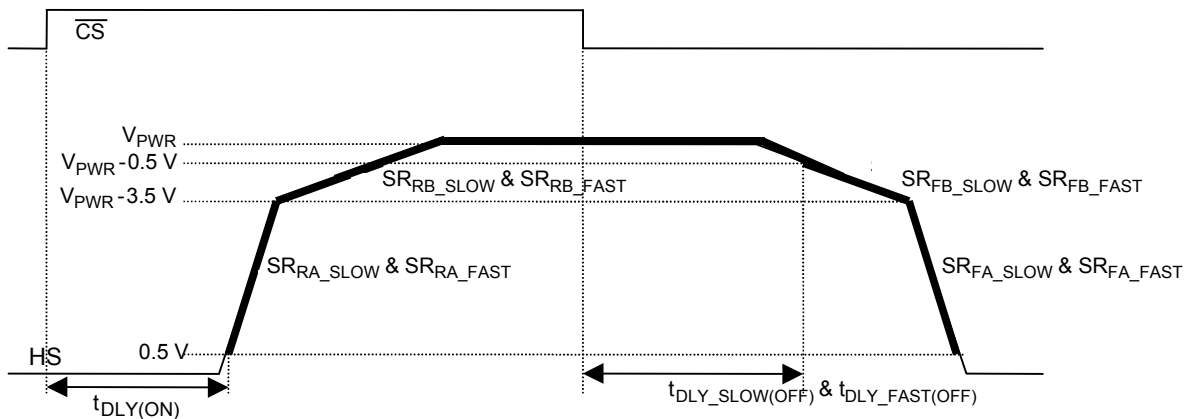 CS
VPWR
VPWR -0.5 V
VPWR -3.5 V
SRRB_SLOW & SRRB_FAST
SRFB_SLOW & SRFB_FAST
SRRA_SLOW & SRRA_FAST
SRFA_SLOW & SRFA_FAST
HS
0.5 V
tDLY(ON)
tDLY_SLOW(OFF) & tDLY_FAST(OFF)